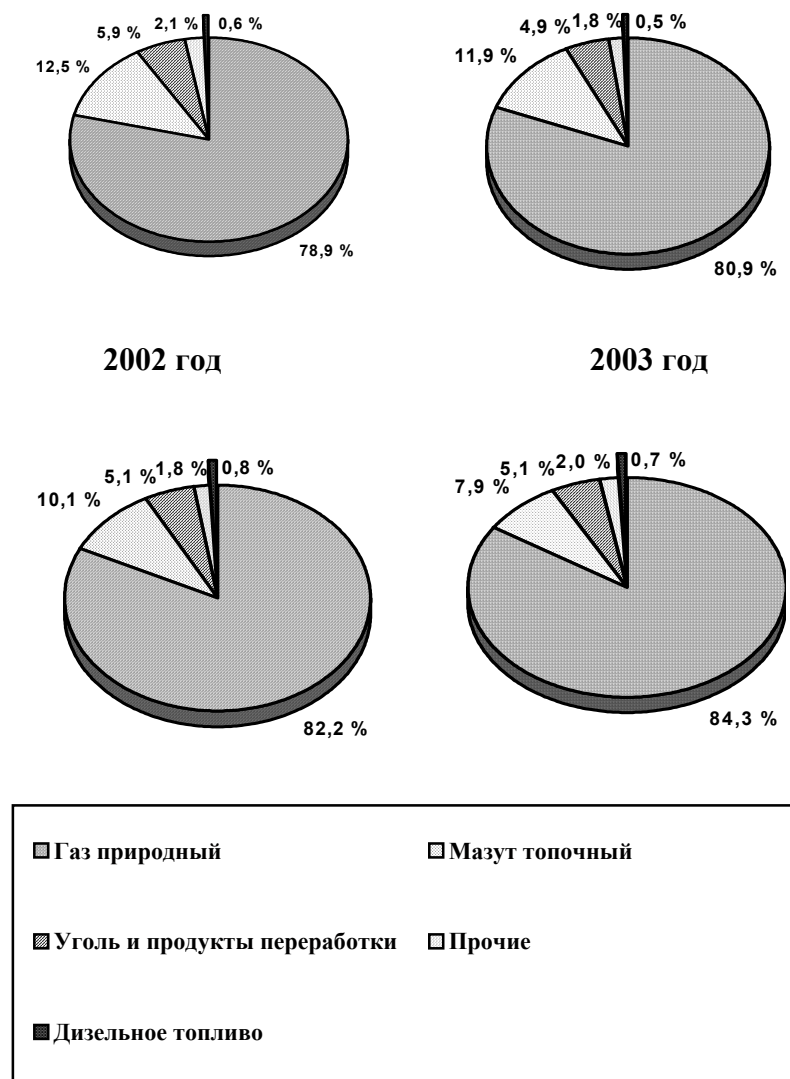 5,9 % 2,1 % 0,6 %
12,5 %
78,9 %
4,9 % 1,8 % 0,5 %
11,9 %
80,9 %
2002 год 2003 год
5,1 % 1,8 % 0,8 %
10,1 %
82,2 %
5,1 % 2,0 % 0,7 %
7,9 %
84,3 %
Газ природный Мазут топочный
Уголь и продукты переработки Прочие
Дизельное топливо